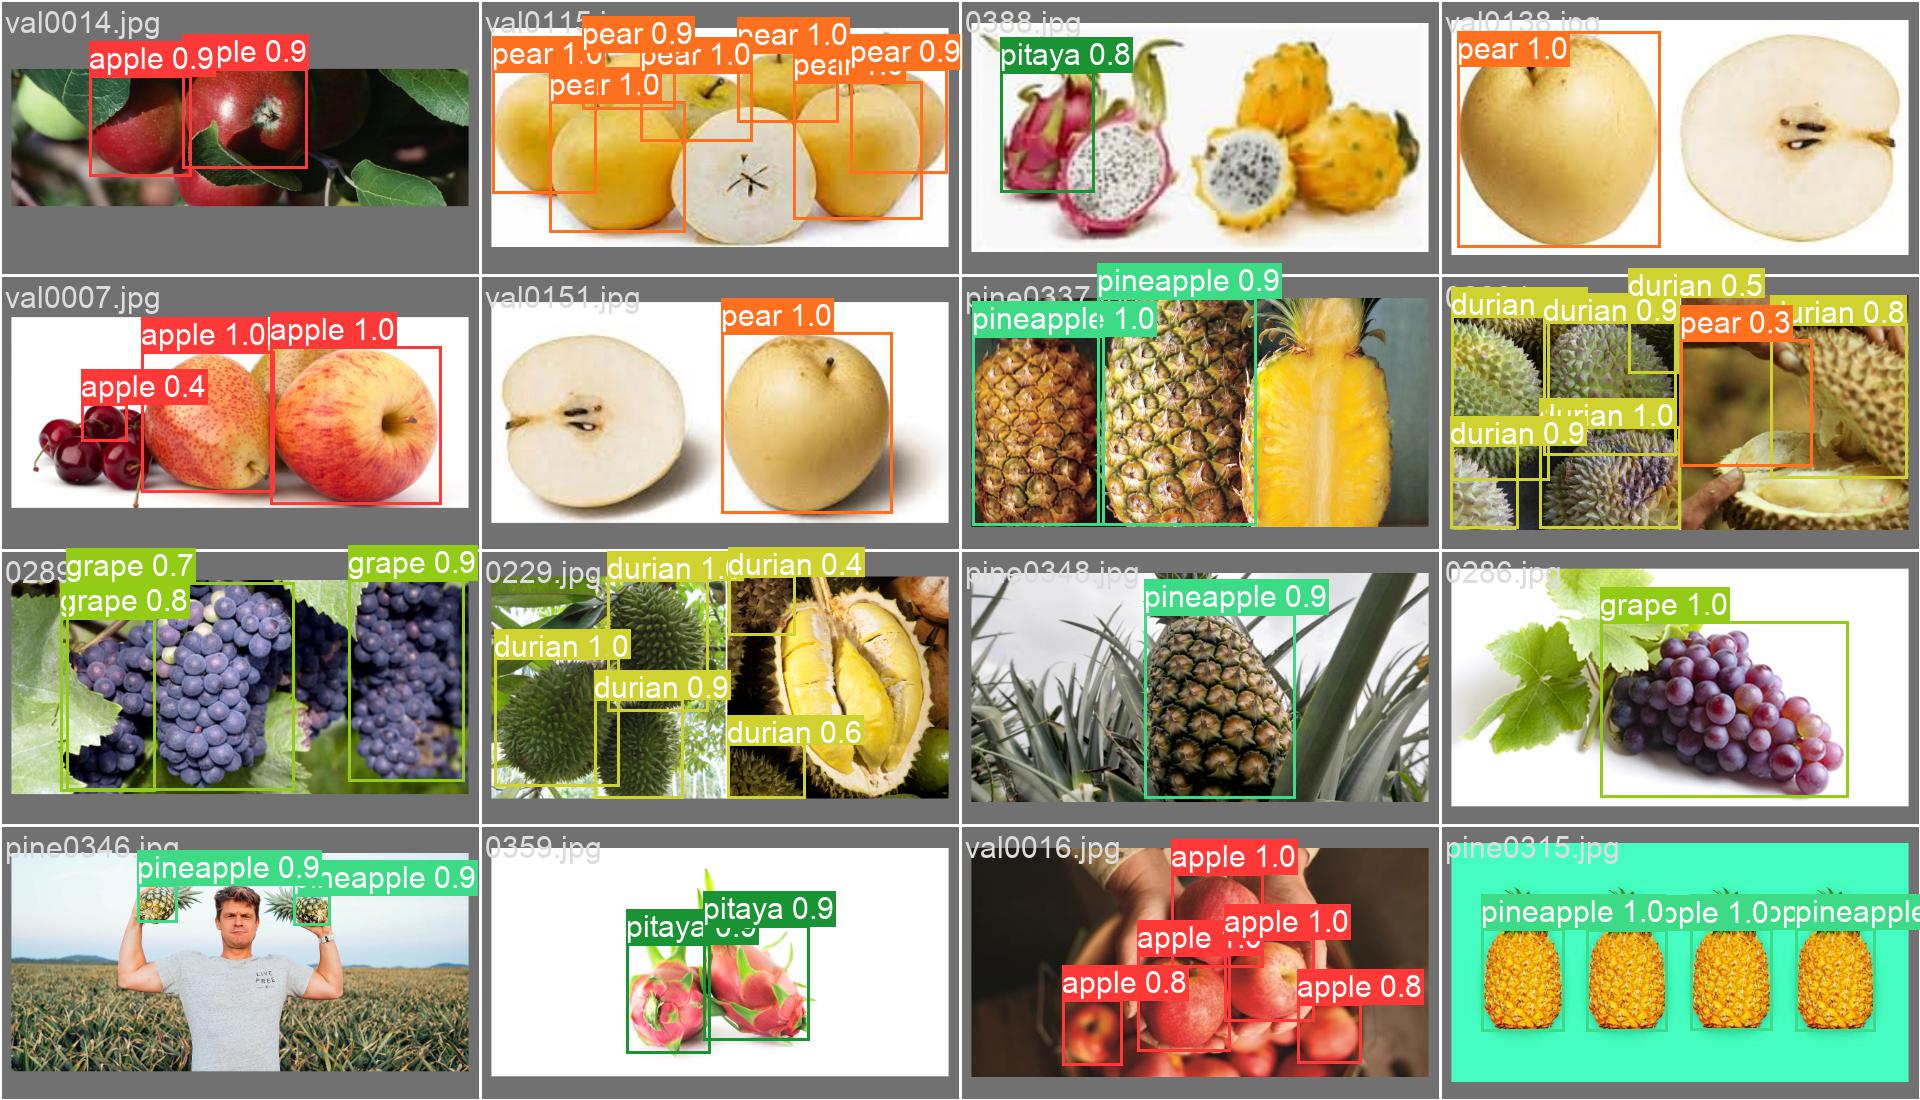 val0014.jpg
apple 0.9
ple 0.9
val0115.jpg
pear 1.0
pear 0.9
pear 1.0
pear 1.0
pear 0.9
pear 1.0
0388.jpg
pitaya 0.8
val0138.jpg
pear 1.0
val0007.jpg
apple 1.0
apple 1.0
apple 0.4
val0151.jpg
pear 1.0
pine0337
pineapple 0.9
pineapple 1.0
durian
durian 0.9
durian 0.5
pear 0.3
urian 0.8
durian 0.9
durian 1.0
0289
grape 0.7
grape 0.8
grape 0.9
0229.jpg
durian 1.
durian 0.4
durian 1.0
durian 0.9
durian 0.6
pine0348.jpg
pineapple 0.9
0286.jpg
grape 1.0
pine0346.jpg
pineapple 0.9
neapple 0.9
LIVE
FREE
0359.jpg
pitaya 0.9
pitaya 0.9
val0016.jpg
apple 1.0
apple 1.0
apple 1.0
apple 0.8
apple 0.8
pine0315.jpg
pineapple 1.0
pple 1.0
pineapple